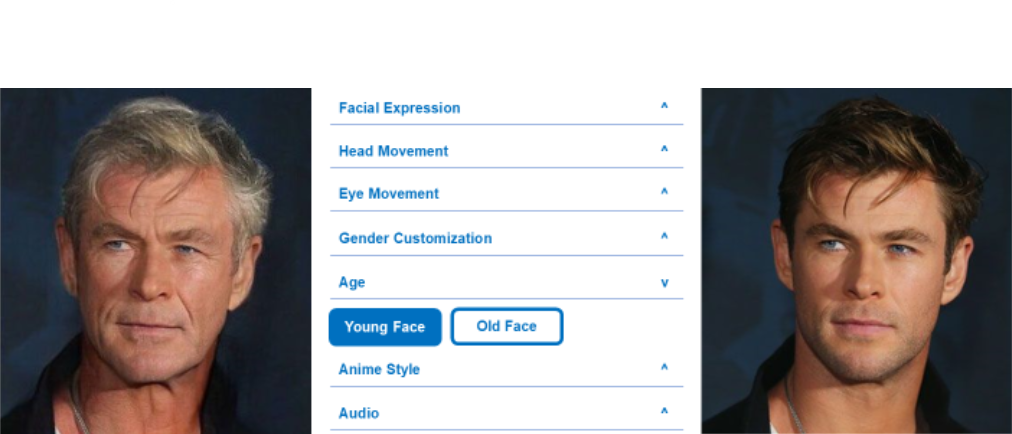 Facial Expression ^
Head Movement ^
Eye Movement ^
Gender Customization ^
Age v
Young Face Old Face
Anime Style ^
Audio ^